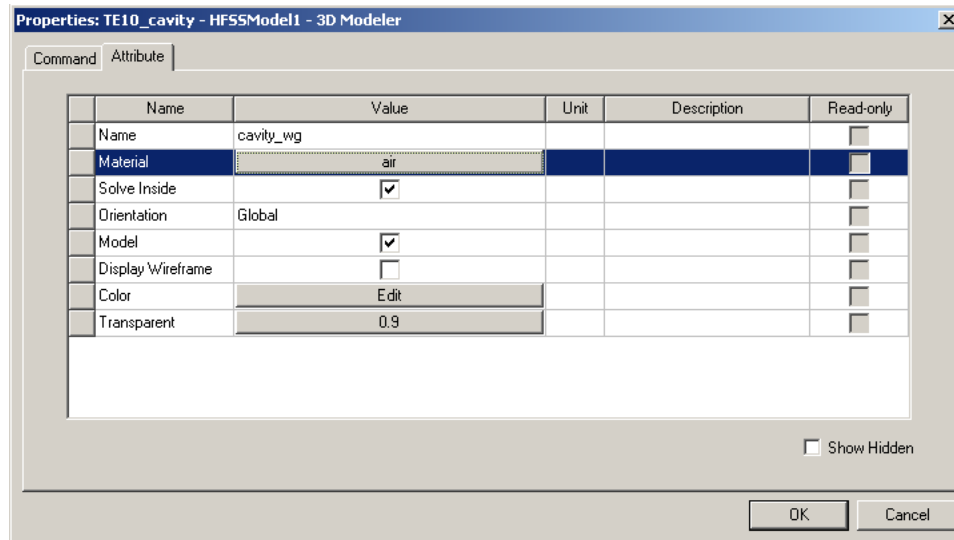 Properties: TE10_cavity - HFSSModel1 - 3D Modeler
Command Attribute
Name Value Unit Description Read-only
Name cavity_wg
Material air
Solve Inside
Orientation Global
Model
Display Wireframe
Color Edit
Transparent 0.9
Show Hidden
OK Cancel